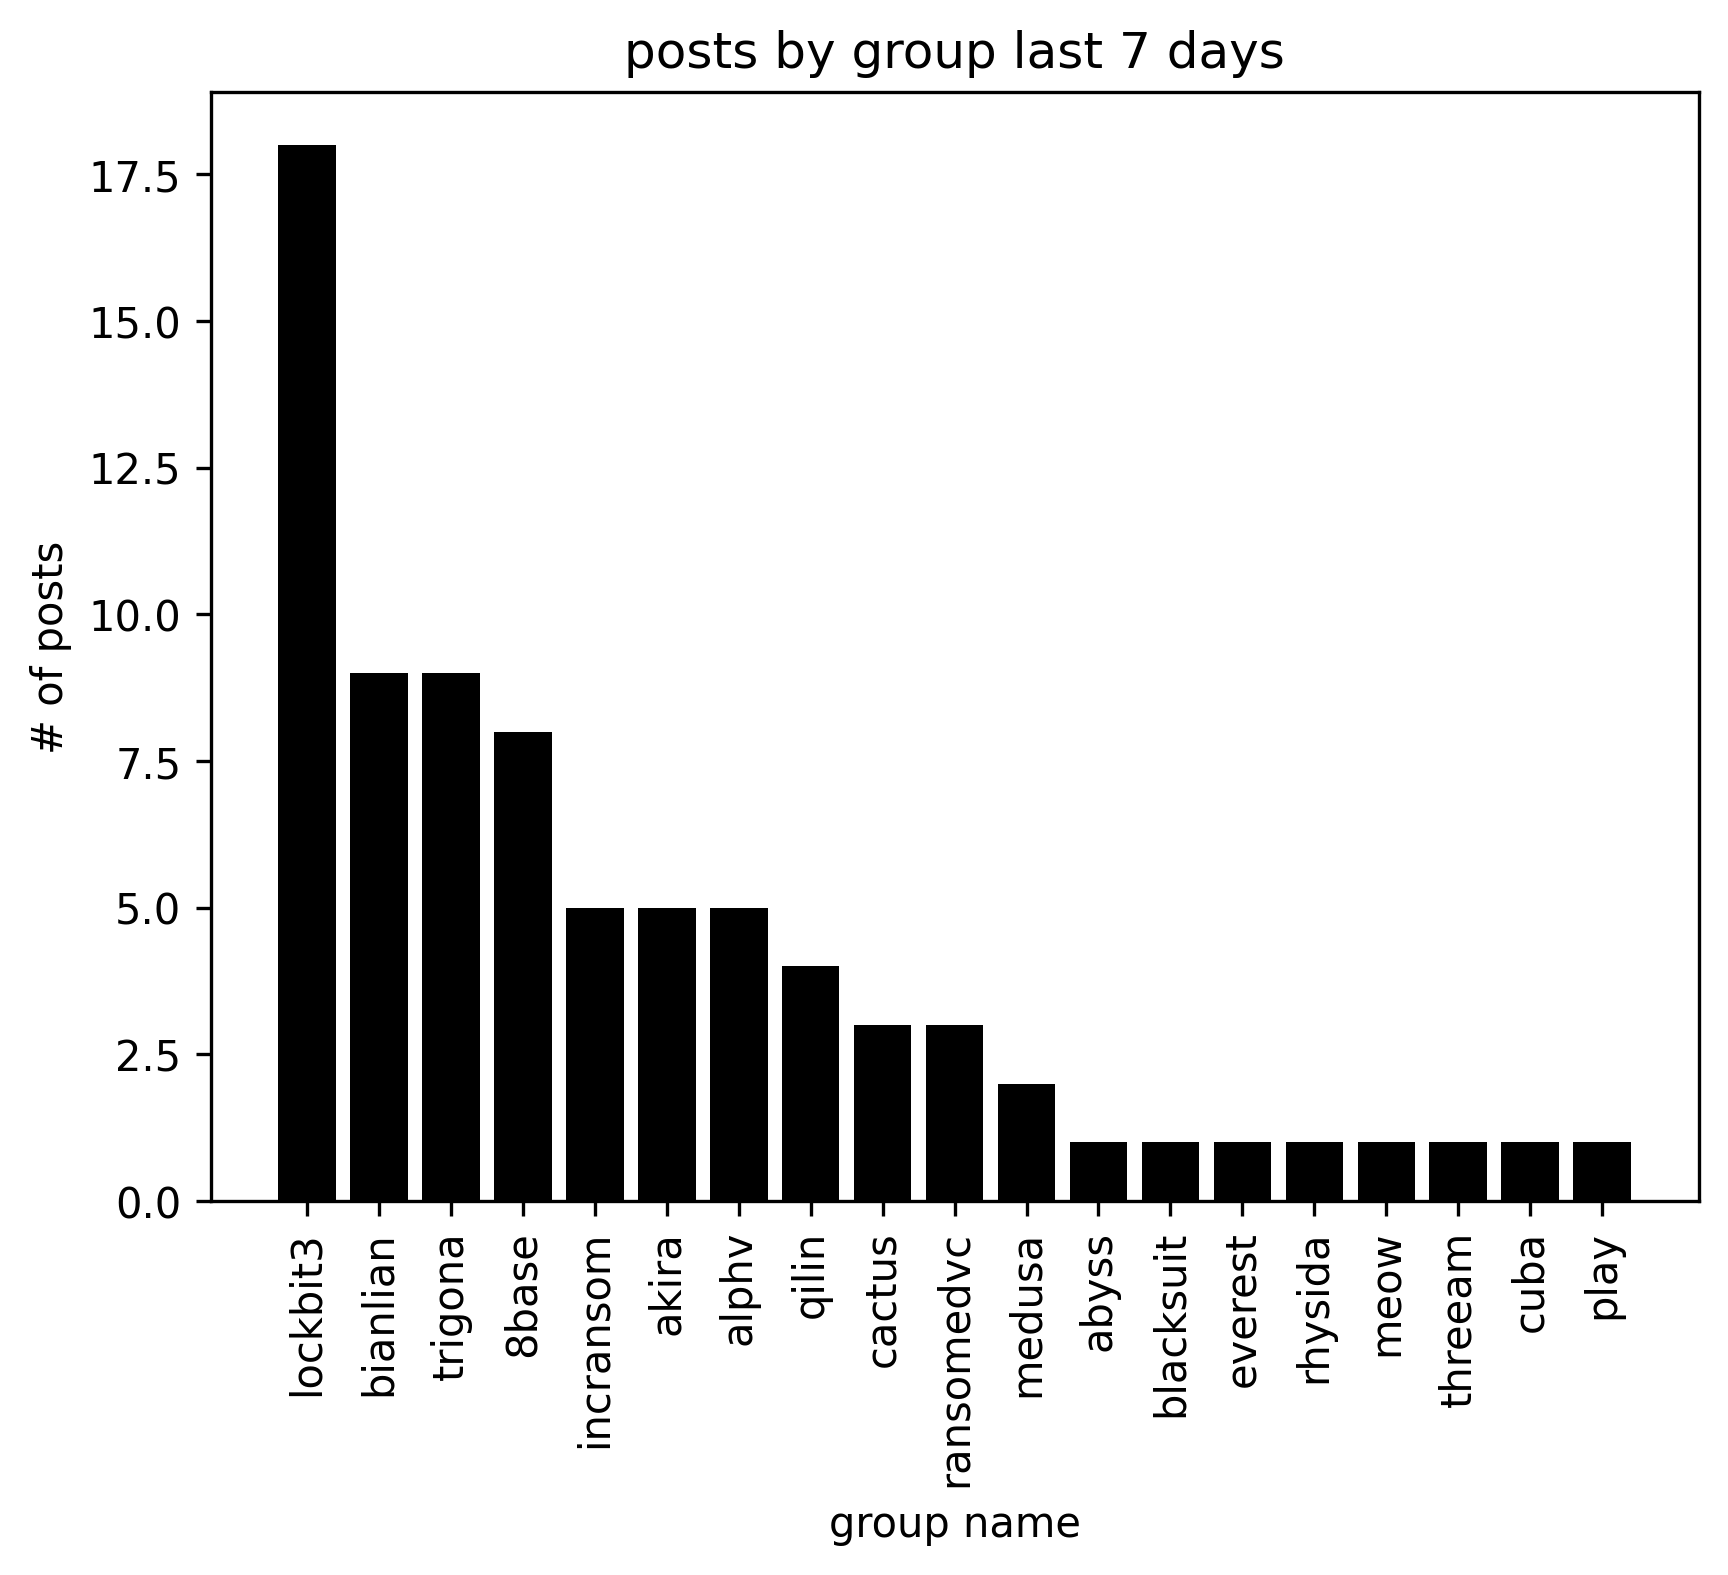 posts by group last 7 days
# of posts
17.5
15.0
12.5
10.0
7.5
5.0
2.5
0.0
lockbit3
bianlian
trigona
8base
incransom
akira
alphv
qilin
cactus
ransomedvc
medusa
abyss
blacksuit
everest
rhysida
meow
threeam
cuba
play
group name